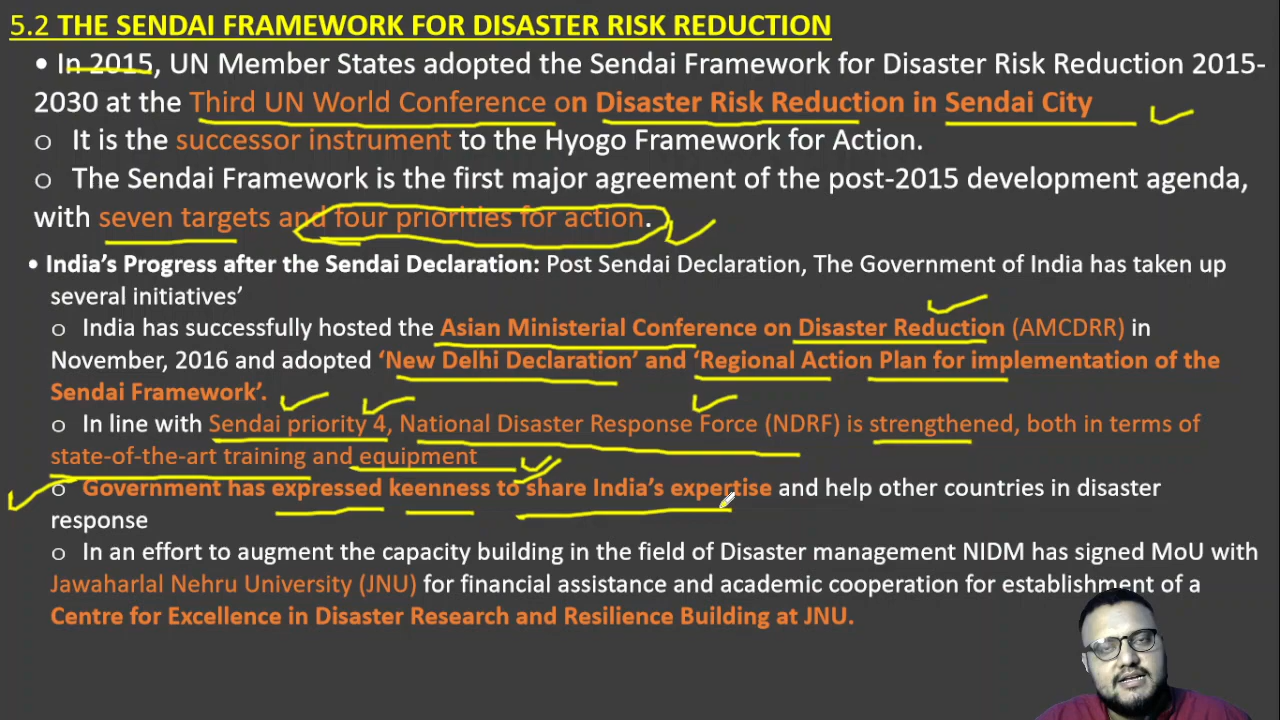 5.2 THE SENDAI FRAMEWORK FOR DISASTER RISK REDUCTION
• In 2015, UN Member States adopted the Sendai Framework for Disaster Risk Reduction 2015-
2030 at the Third UN World Conference on Disaster Risk Reduction in Sendai City
o It is the successor instrument to the Hyogo Framework for Action.
o The Sendai Framework is the first major agreement of the post-2015 development agenda,
with seven targets and four priorities for action.
• India’s Progress after the Sendai Declaration: Post Sendai Declaration, The Government of India has taken up
several initiatives’
o India has successfully hosted the Asian Ministerial Conference on Disaster Reduction (AMCDRR) in
November, 2016 and adopted ‘New Delhi Declaration’ and ‘Regional Action Plan for implementation of the
Sendai Framework’.
o In line with Sendai priority 4, National Disaster Response Force (NDRF) is strengthened, both in terms of
state-of-the-art training and equipment
o Government has expressed keenness to share India’s expertise and help other countries in disaster
response
o In an effort to augment the capacity building in the field of Disaster management NIDM has signed MoU with
Jawaharlal Nehru University (JNU) for financial assistance and academic cooperation for establishment of a
Centre for Excellence in Disaster Research and Resilience Building at JNU.